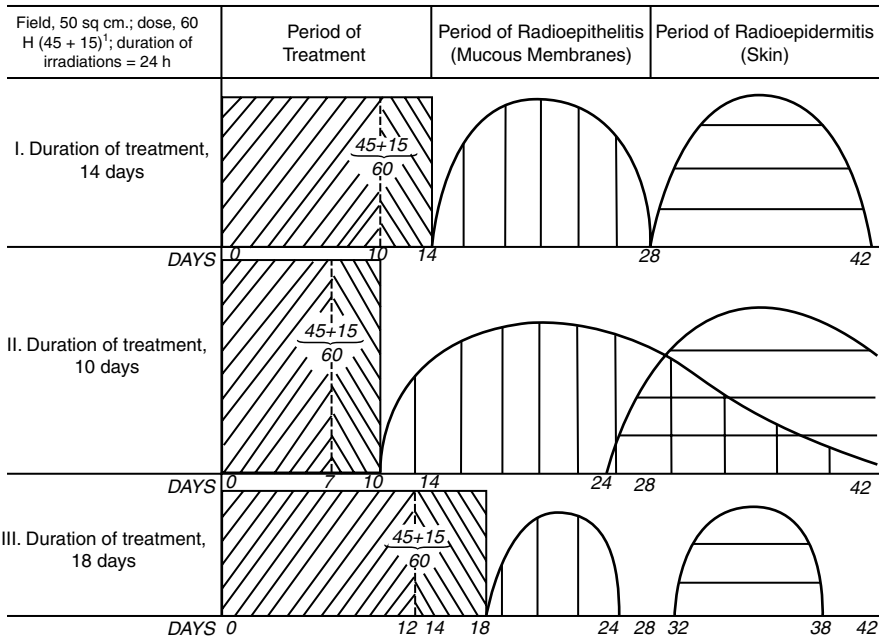 Field, 50 sq cm.; dose, 60
H (45 + 15)¹; duration of
irradiations = 24 h
Period of
Treatment
Period of Radioepithelitis
(Mucous Membranes)
Period of Radioepidermitis
(Skin)
I. Duration of treatment,
14 days
45+15
60
DAYS 0 10 14 28 42
II. Duration of treatment,
10 days
45+15
60
DAYS 0 7 10 14 24 28 42
III. Duration of treatment,
18 days
45+15
60
DAYS 0 12 14 18 24 28 32 38 42